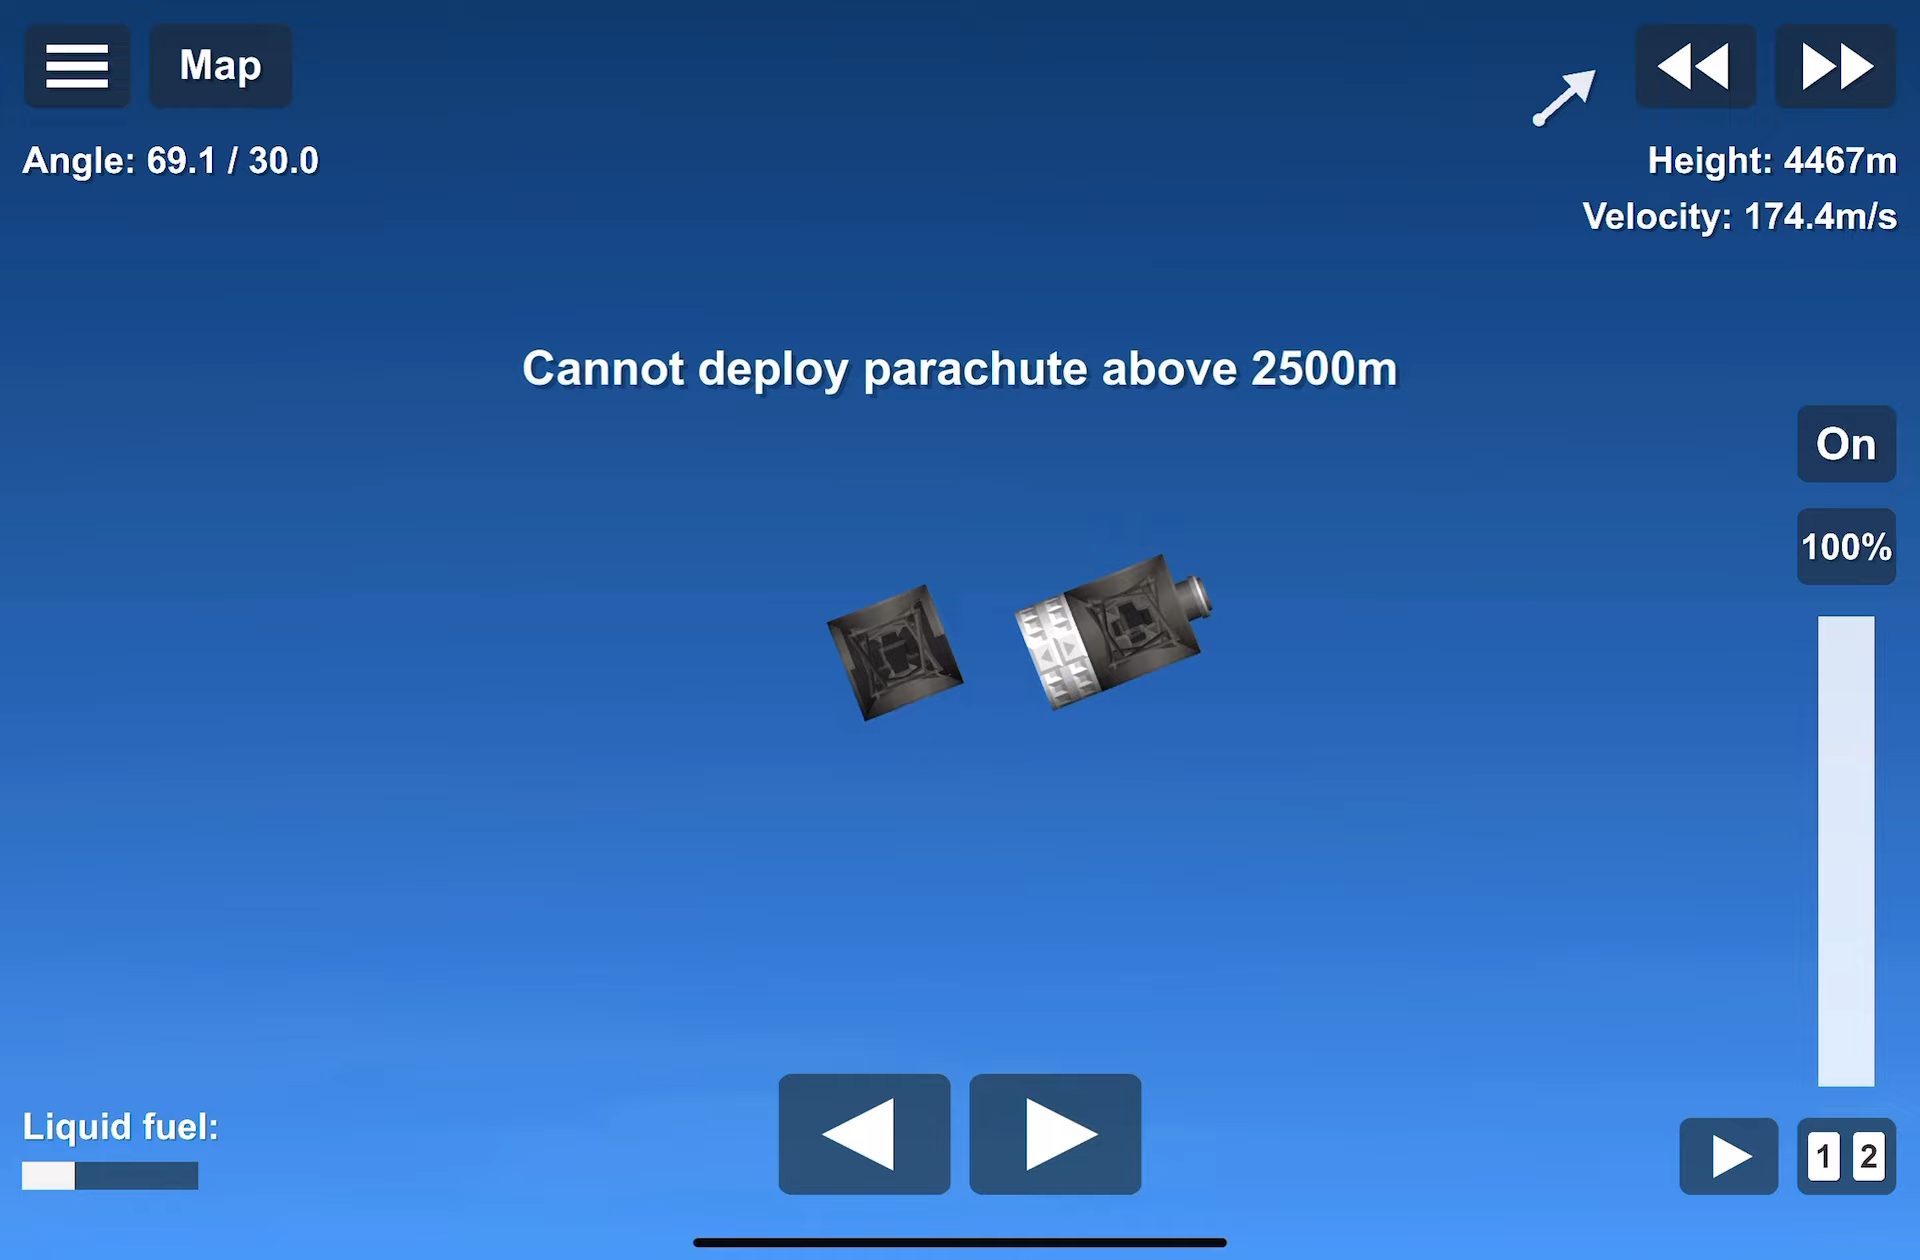 Map
Angle: 69.1 / 30.0
Height: 4467m
Velocity: 174.4m/s
Cannot deploy parachute above 2500m
On
100%
Liquid fuel:
1 2